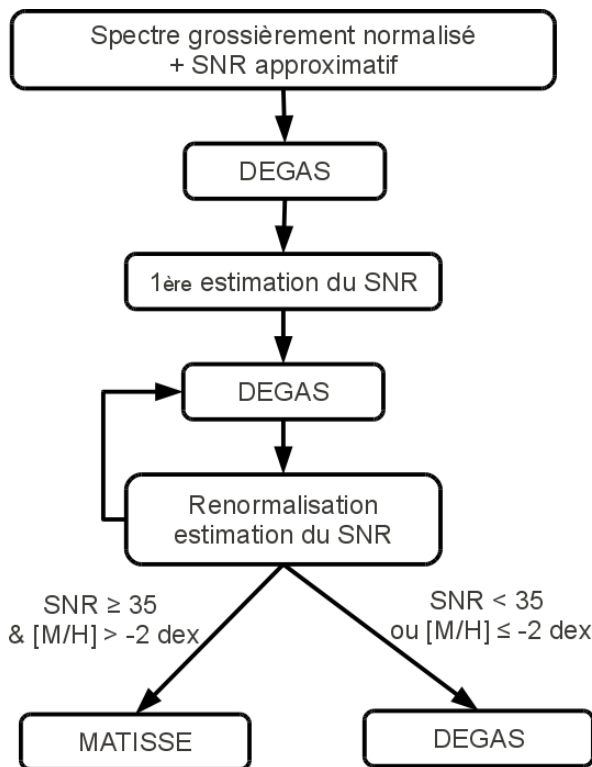 Spectre grossièrement normalisé
+ SNR approximatif
DEGAS
1ère estimation du SNR
DEGAS
Renormalisation
estimation du SNR
SNR ≥ 35
& [M/H] > -2 dex
SNR < 35
ou [M/H] ≤ -2 dex
MATISSE
DEGAS